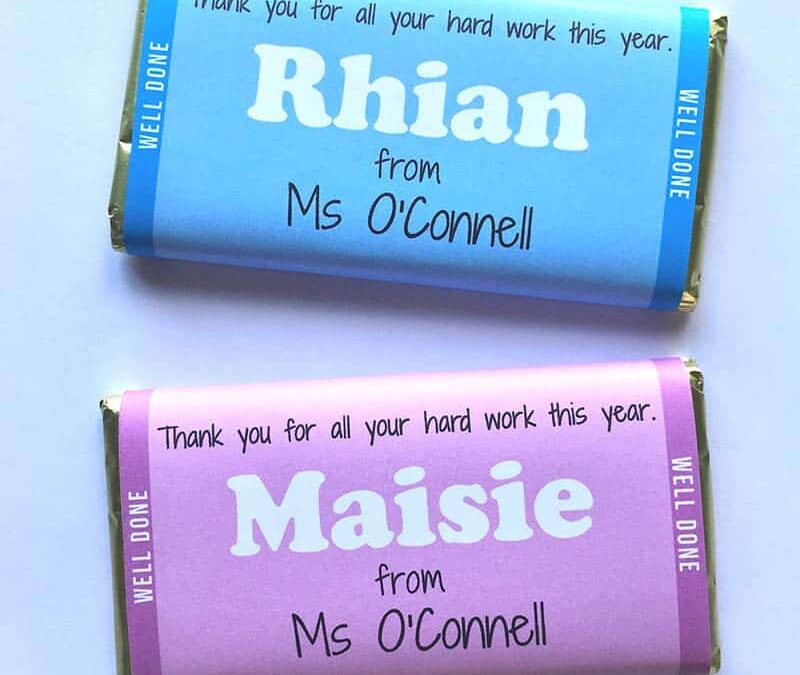 Thank you for all your hard work this year.
WELL DONE
Rhian
WELL DONE
from
Ms O'Connell
Thank you for all your hard work this year.
WELL DONE
Maisie
WELL DONE
from
Ms O'Connell